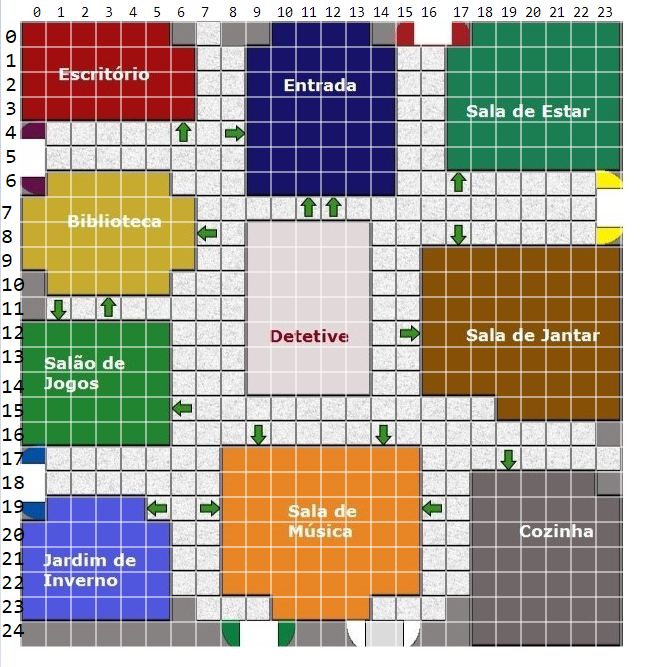 0 1 2 3 4 5 6 7 8 9 10 11 12 13 14 15 16 17 18 19 20 21 22 23
0
1
2
3
4
5
6
7
8
9
10
11
12
13
14
15
16
17
18
19
20
21
22
23
24
Escritório
Entrada
Sala de Estar
Biblioteca
Detetive
Sala de Jantar
Salão de
Jogos
Sala de
Música
Cozinha
Jardim de
Inverno